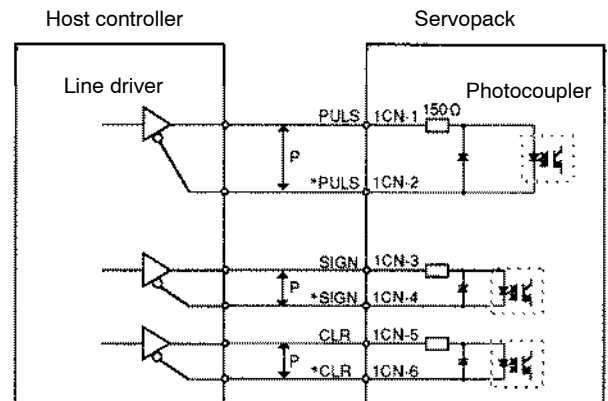 Host controller
Servopack
Line driver
Photocoupler
PULS 1CN-1 150Ω
P
*PULS 1CN-2
SIGN 1CN-3
P
*SIGN 1CN-4
CLR 1CN-5
P
*CLR 1CN-6